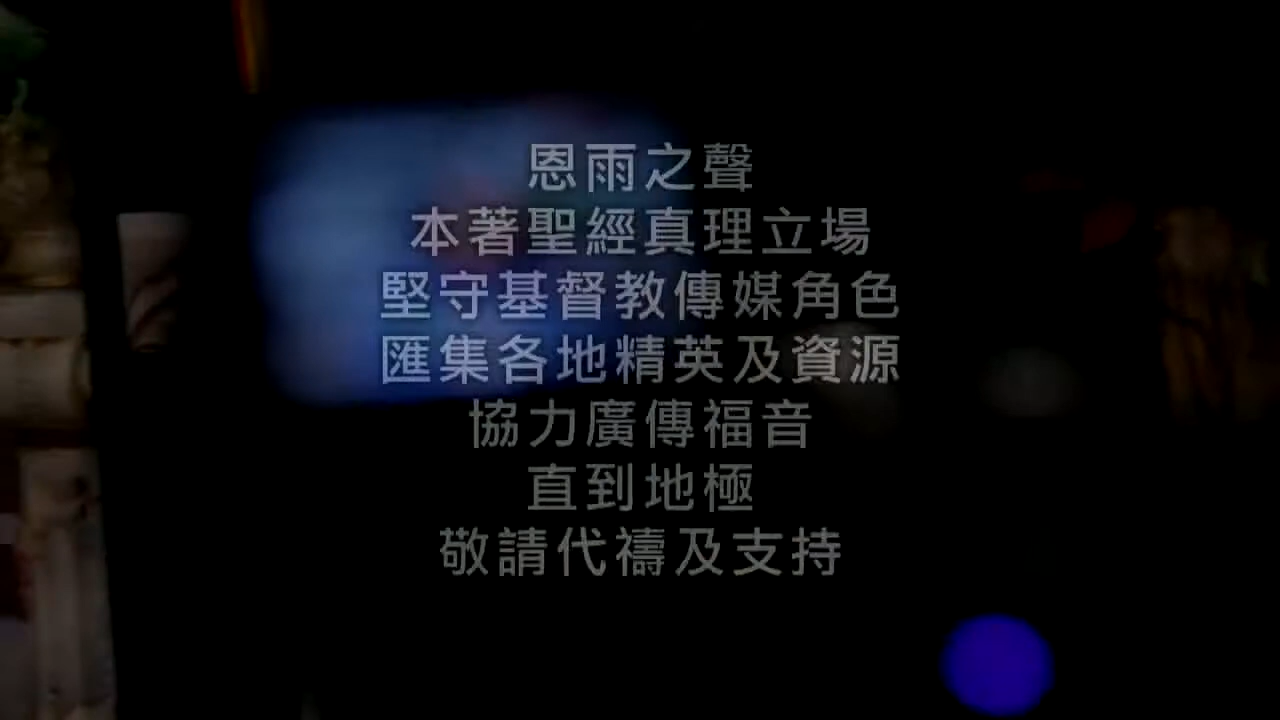 恩雨之聲
本著聖經真理立場
堅守基督教傳媒角色
匯集各地精英及資源
協力廣傳福音
直到地極
敬請代禱及支持